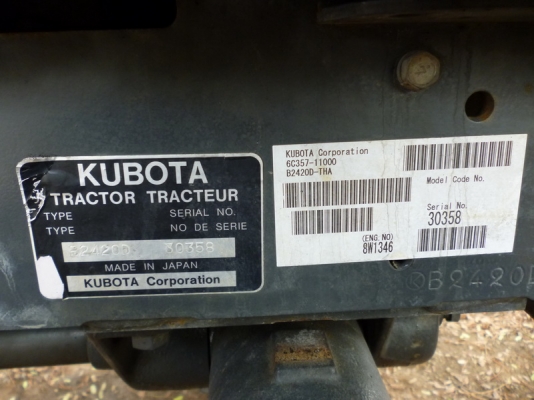 KUBOTA
TRACTOR TRACTEUR
TYPE SERIAL NO.
TYPE NO DE SERIE
B2420D 30358
MADE IN JAPAN
KUBOTA Corporation
KUBOTA Corporation
6C357-11000
B2420D-THA
Model Code No.
Serial No.
30358
(ENG NO)
8W1346
B2420D